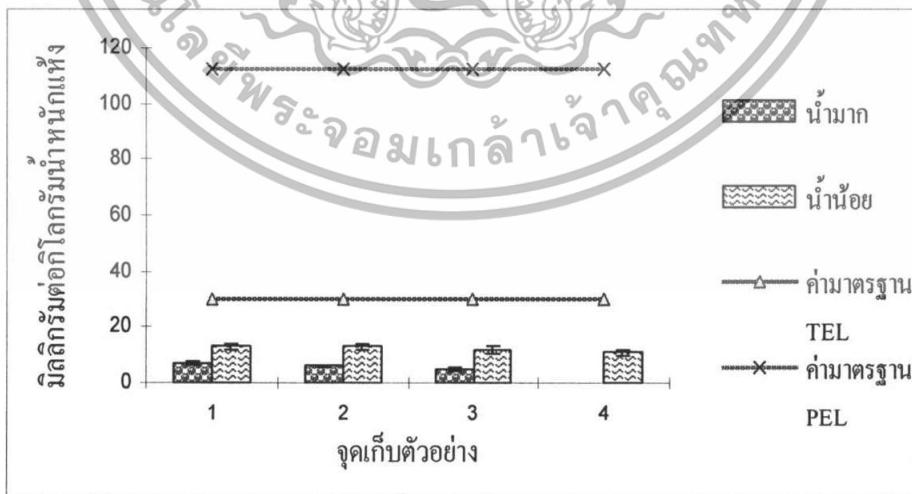 มิลลิกรัมต่อกิโลกรัมน้ำหนักแห้ง
120
100
80
60
40
20
0
1 2 3 4
จุดเก็บตัวอย่าง
น้ำมาก
น้ำน้อย
ค่ามาตรฐาน
TEL
ค่ามาตรฐาน
PEL
โลยีพระจอมเกล้าเจ้าคุณทห